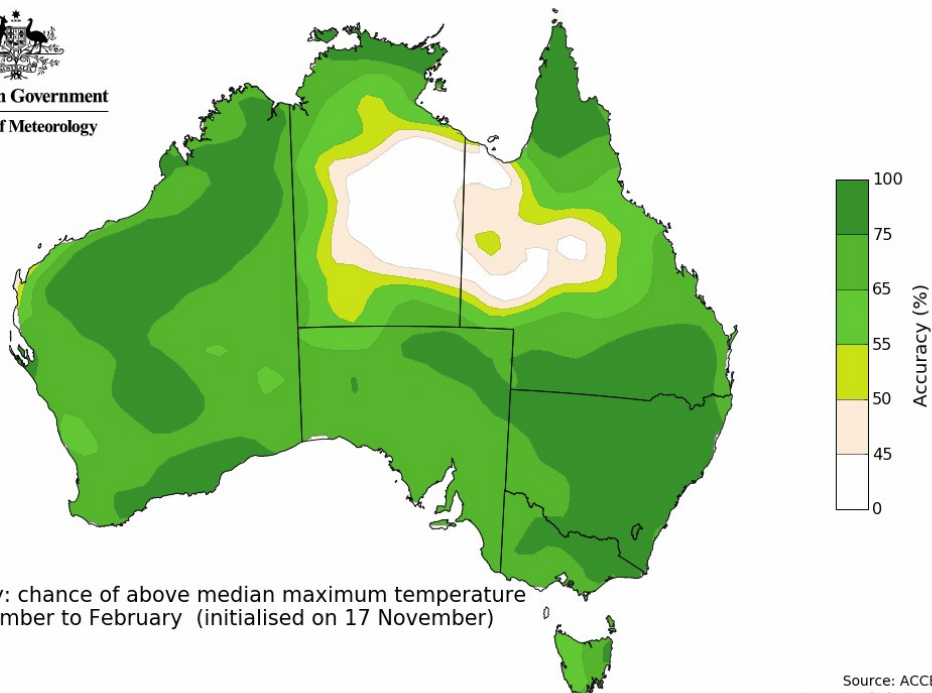 n Government
f Meteorology
100
75
65
55
50
45
0
Accuracy (%)
y: chance of above median maximum temperature
mber to February (initialised on 17 November)
Source: ACCE